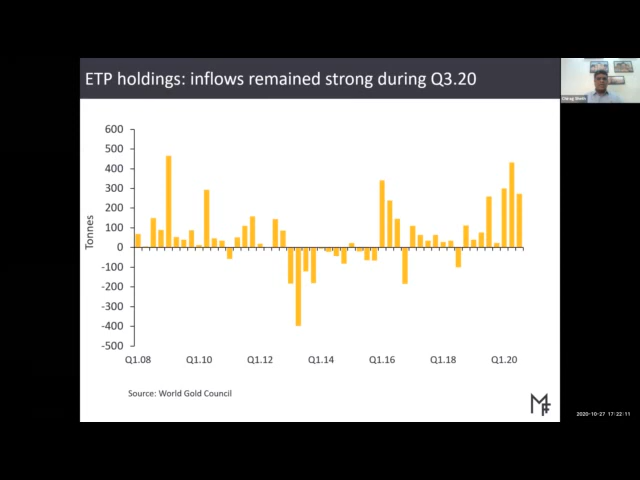 ETP holdings: inflows remained strong during Q3.20
Chirag Sheth
Tonnes
600
500
400
300
200
100
0
-100
-200
-300
-400
-500
Q1.08
Q1.10
Q1.12
Q1.14
Q1.16
Q1.18
Q1.20
Source: World Gold Council
2020-10-27 17:22:11